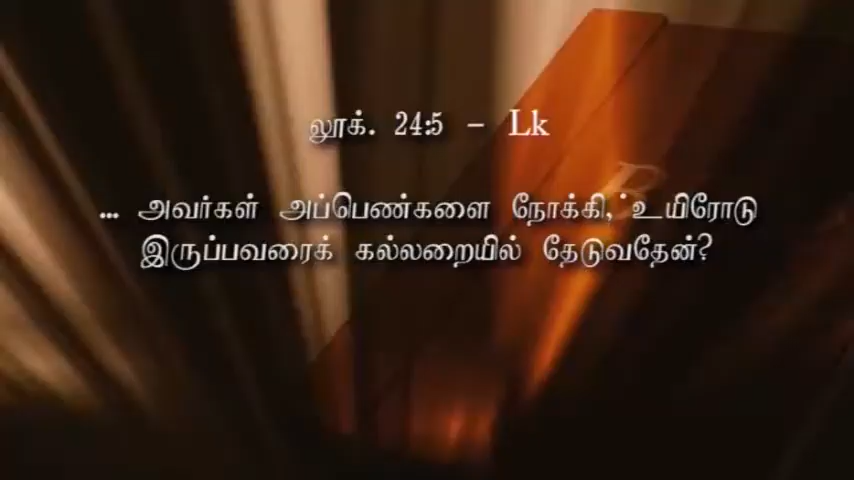 லூக். 24:5 - Lk
... அவர்கள் அப்பெண்களை நோக்கி, "உயிரோடு
இருப்பவரைக் கல்லறையில் தேடுவதேன்?